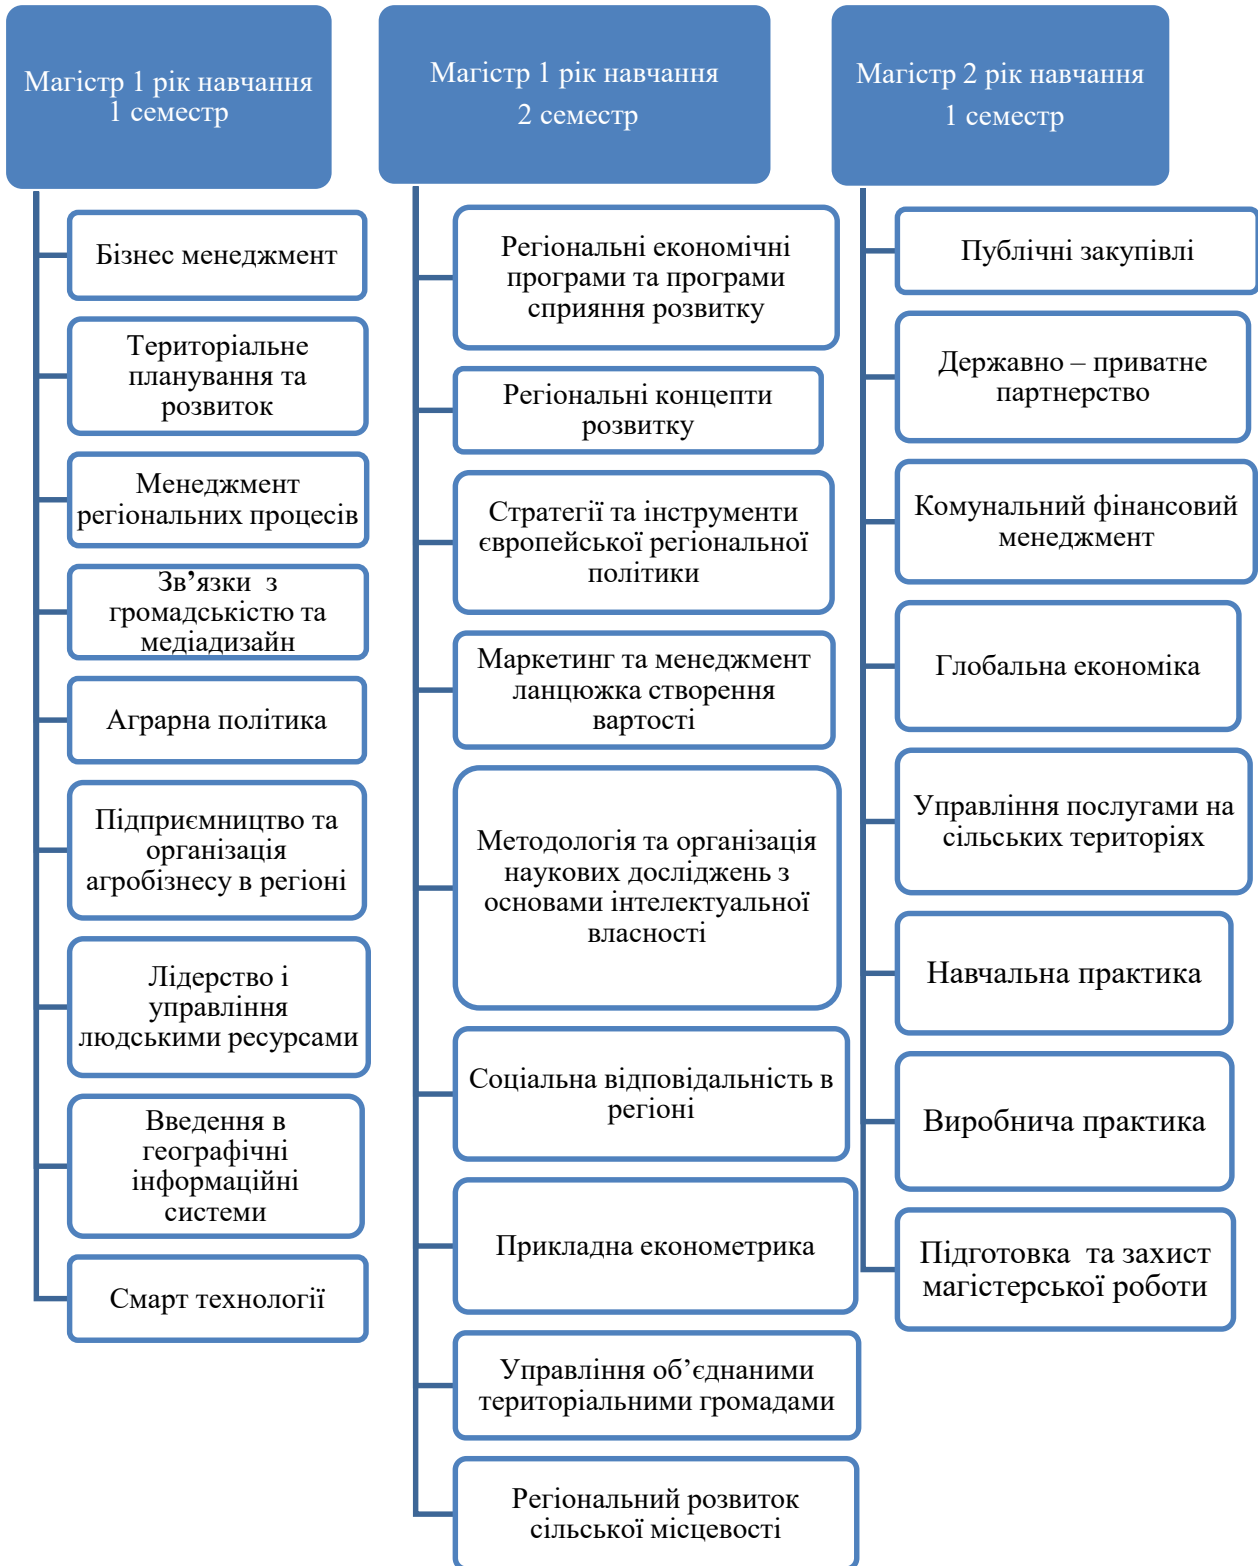 Магістр 1 рік навчання
1 семестр
Бізнес менеджмент
Територіальне
планування та
розвиток
Менеджмент
регіональних процесів
Зв’язки з
громадськістю та
медіадизайн
Аграрна політика
Підприємництво та
організація
агробізнесу в регіоні
Лідерство і
управління
людськими ресурсами
Введення в
географічні
інформаційні
системи
Смарт технології
Магістр 1 рік навчання
2 семестр
Регіональні економічні
програми та програми
сприяння розвитку
Регіональні концепти
розвитку
Стратегії та інструменти
європейської регіональної
політики
Маркетинг та менеджмент
ланцюжка створення
вартості
Методологія та організація
наукових досліджень з
основами інтелектуальної
власності
Соціальна відповідальність в
регіоні
Прикладна економетрика
Управління об’єднаними
територіальними громадами
Регіональний розвиток
сільської місцевості
Магістр 2 рік навчання
1 семестр
Публічні закупівлі
Державно – приватне
партнерство
Комунальний фінансовий
менеджмент
Глобальна економіка
Управління послугами на
сільських територіях
Навчальна практика
Виробнича практика
Підготовка та захист
магістерської роботи